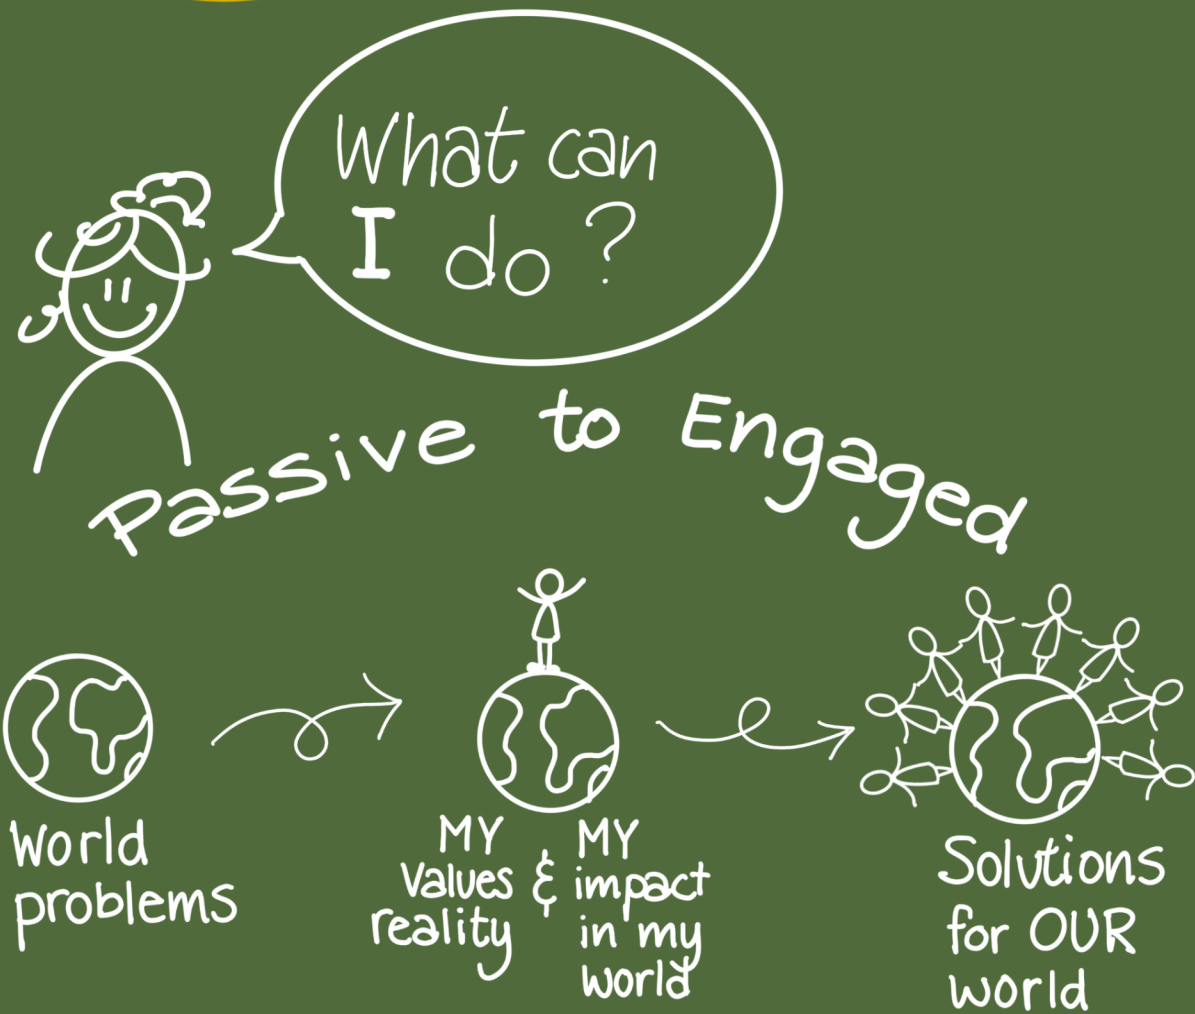 What can
I do ?
Passive to Engaged
World
problems
MY
Values
reality
&
MY
impact
in my
world
Solutions
for OUR
world